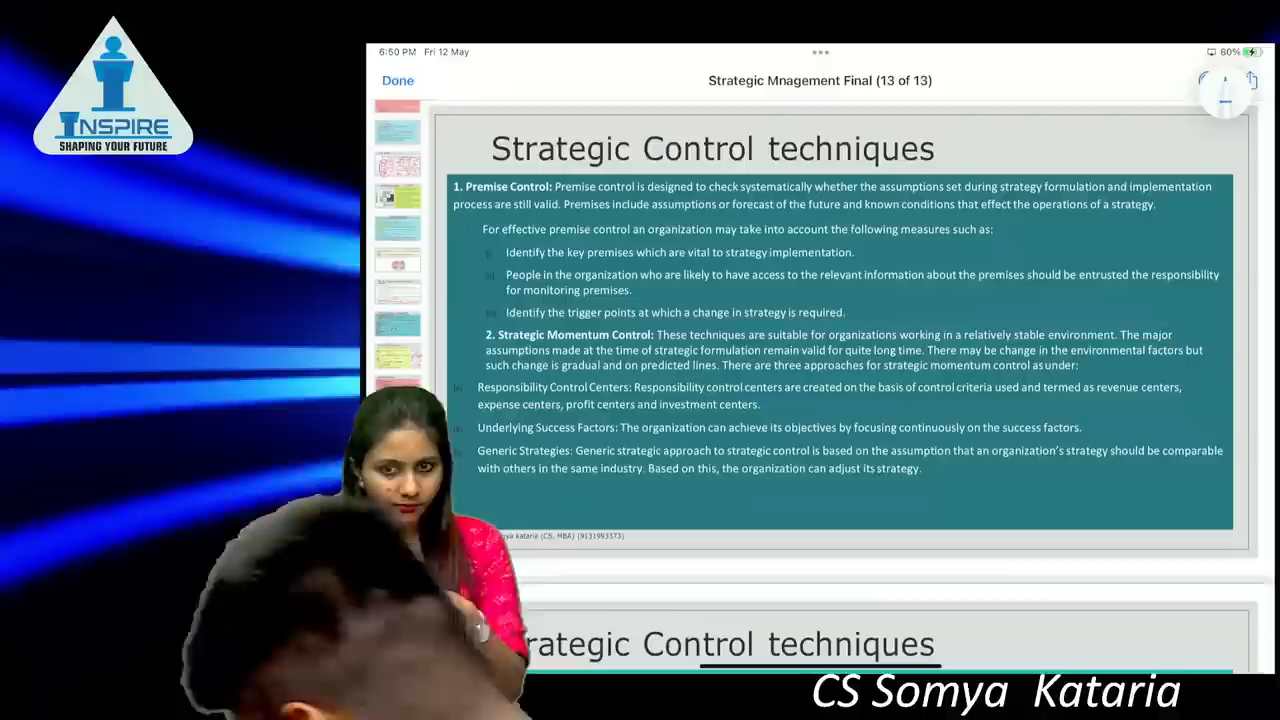 INSPIRE
SHAPING YOUR FUTURE
6:50 PM Fri 12 May
80%
Done
Strategic Mnagement Final (13 of 13)
Strategic Control techniques
1. Premise Control: Premise control is designed to check systematically whether the assumptions set during strategy formulation and implementation
process are still valid. Premises include assumptions or forecast of the future and known conditions that effect the operations of a strategy.
For effective premise control an organization may take into account the following measures such as:
Identify the key premises which are vital to strategy implementation.
People in the organization who are likely to have access to the relevant information about the premises should be entrusted the responsibility
for monitoring premises.
Identify the trigger points at which a change in strategy is required.
2. Strategic Momentum Control: These techniques are suitable for organizations working in a relatively stable environment. The major
assumptions made at the time of strategic formulation remain valid for quite long time. There may be change in the environmental factors but
such change is gradual and on predicted lines. There are three approaches for strategic momentum control as under:
Responsibility Control Centers: Responsibility control centers are created on the basis of control criteria used and termed as revenue centers,
expense centers, profit centers and investment centers.
Underlying Success Factors: The organization can achieve its objectives by focusing continuously on the success factors.
Generic Strategies: Generic strategic approach to strategic control is based on the assumption that an organization's strategy should be comparable
with others in the same industry. Based on this, the organization can adjust its strategy.
mya kataria (CS, MBA) (9131993373)
rategic Control techniques
CS Somya Kataria